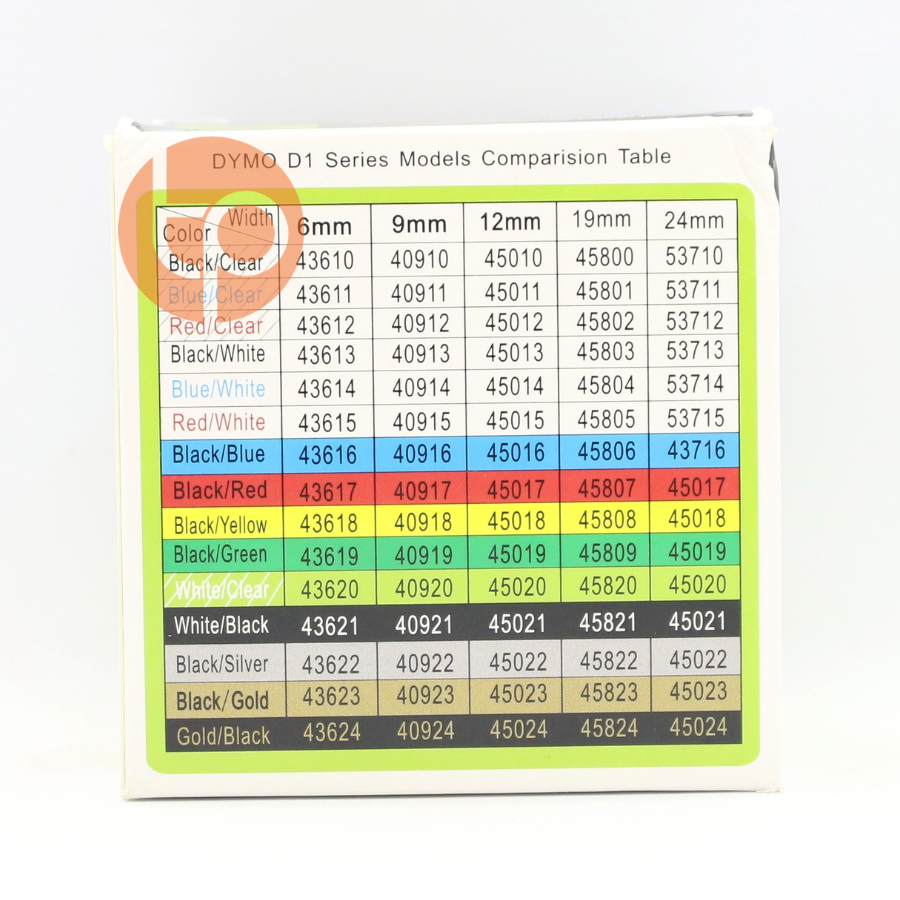 DYMO D1 Series Models Comparision Table
Width
Color 6mm 9mm 12mm 19mm 24mm
Black/Clear 43610 40910 45010 45800 53710
Blue/Clear 43611 40911 45011 45801 53711
Red/Clear 43612 40912 45012 45802 53712
Black/White 43613 40913 45013 45803 53713
Blue/White 43614 40914 45014 45804 53714
Red/White 43615 40915 45015 45805 53715
Black/Blue 43616 40916 45016 45806 43716
Black/Red 43617 40917 45017 45807 45017
Black/Yellow 43618 40918 45018 45808 45018
Black/Green 43619 40919 45019 45809 45019
White/Clear 43620 40920 45020 45820 45020
White/Black 43621 40921 45021 45821 45021
Black/Silver 43622 40922 45022 45822 45022
Black/Gold 43623 40923 45023 45823 45023
Gold/Black 43624 40924 45024 45824 45024